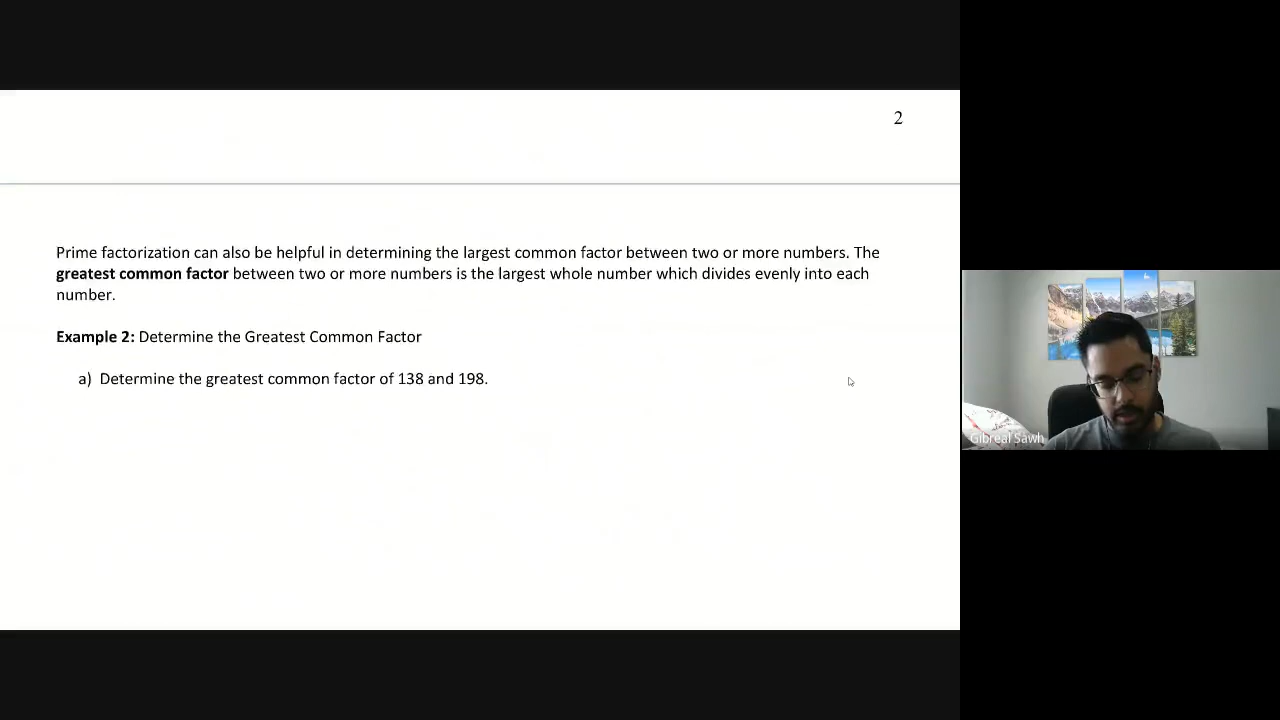 2
Prime factorization can also be helpful in determining the largest common factor between two or more numbers. The
greatest common factor between two or more numbers is the largest whole number which divides evenly into each
number.
Example 2: Determine the Greatest Common Factor
a) Determine the greatest common factor of 138 and 198.
Gibreal Sawh